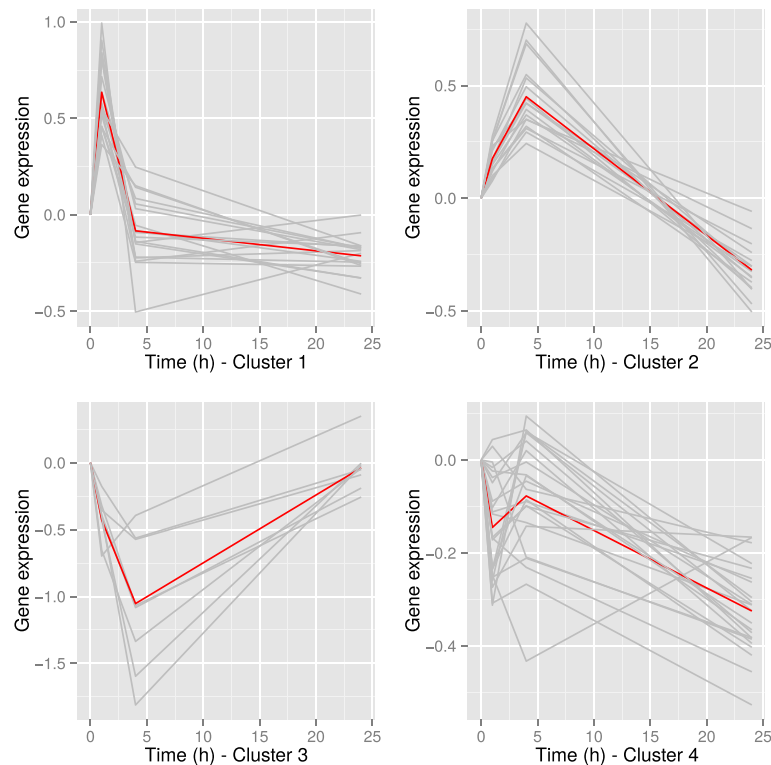 1.0
0.5
0.0
−0.5
Gene expression
0 5 10 15 20 25
Time (h) - Cluster 1
0.5
0.0
−0.5
Gene expression
0 5 10 15 20 25
Time (h) - Cluster 2
0.0
−0.5
−1.0
−1.5
Gene expression
0 5 10 15 20 25
Time (h) - Cluster 3
0.0
−0.2
−0.4
Gene expression
0 5 10 15 20 25
Time (h) - Cluster 4